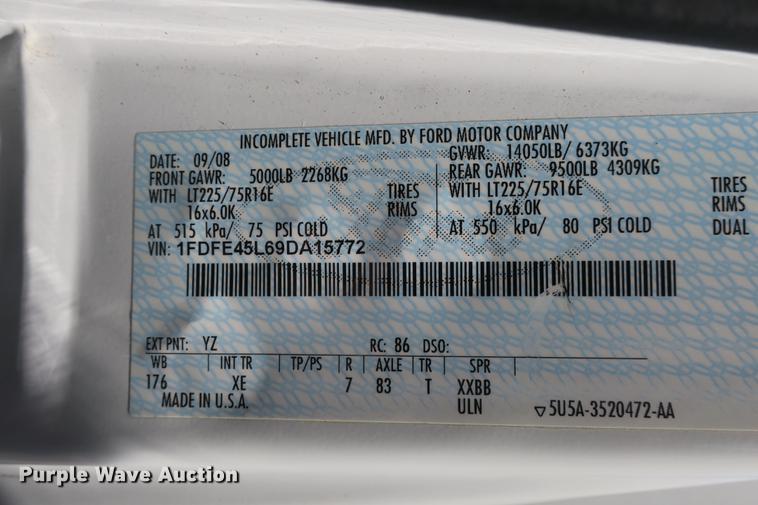 INCOMPLETE VEHICLE MFD. BY FORD MOTOR COMPANY
DATE: 09/08 GVWR: 14050LB/ 6373KG
FRONT GAWR: 5000LB 2268KG REAR GAWR: 9500LB 4309KG
WITH LT225/75R16E TIRES WITH LT225/75R16E TIRES
16x6.0K RIMS 16x6.0K RIMS
AT 515 kPa/ 75 PSI COLD AT 550 kPa/ 80 PSI COLD DUAL
VIN: 1FDFE45L69DA15772
EXT PNT: YZ RC: 86 DSO:
WB INT TR TP/PS R AXLE TR SPR
176 XE 7 83 T XXBB
MADE IN U.S.A. ULN 5U5A-3520472-AA
Purple Wave Auction